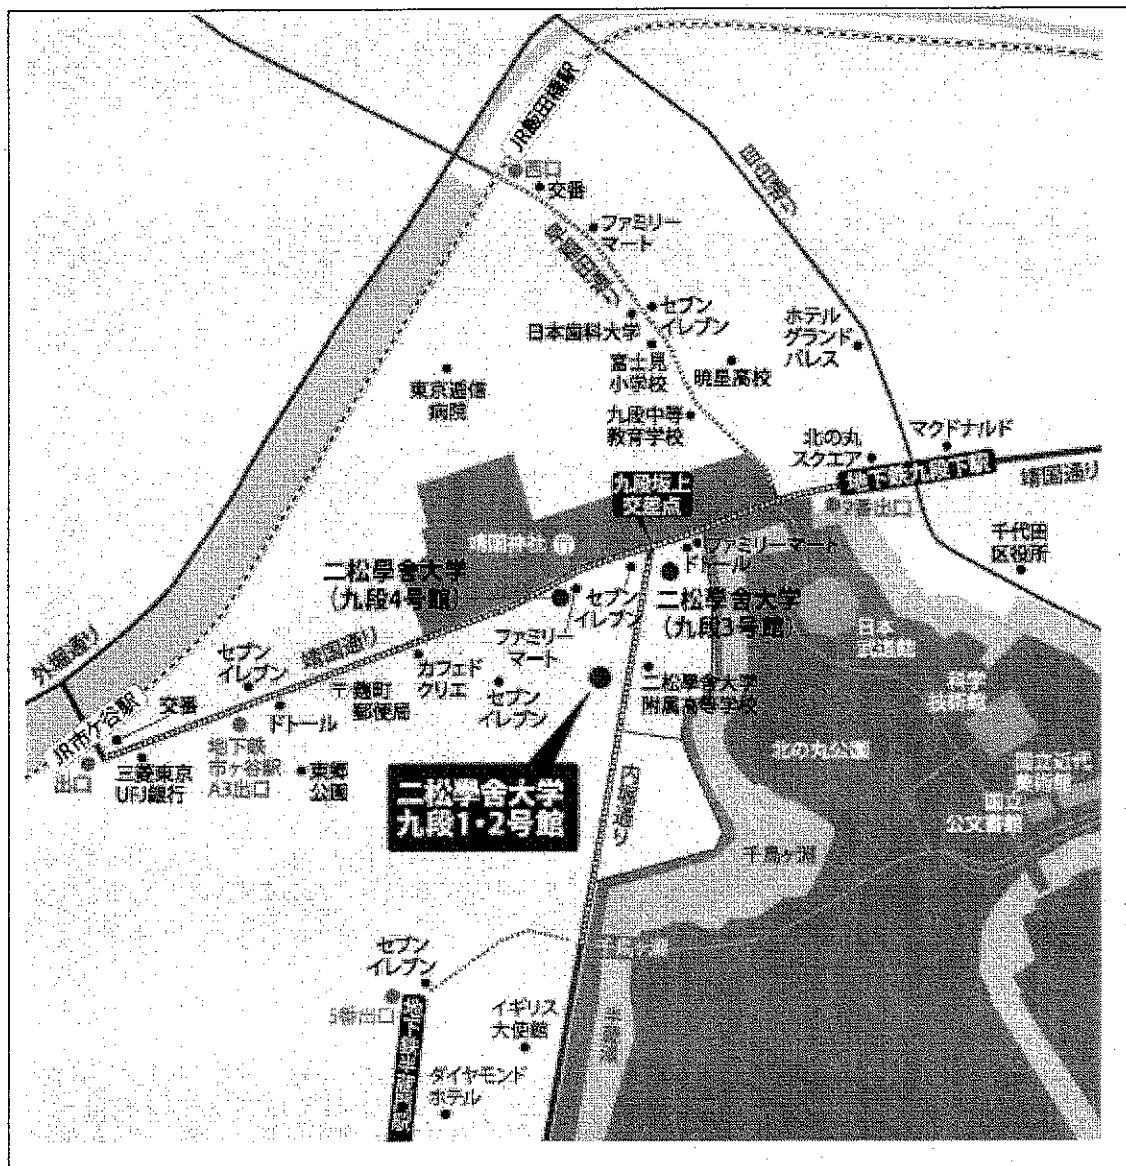 JR飯田橋駅
西口
交番
ファミリー
マート
早稲田通り
目白通り
セブン
イレブン
日本歯科大学
富士見
小学校
暁星高校
ホテル
グランド
パレス
東京逓信
病院
九段中等
教育学校
北の丸
スクエア
マクドナルド
地下鉄九段下駅
靖国通り
九段坂上
交差点
千代田
区役所
靖国神社
ファミリーマート
ドトール
二松學舍大学
(九段4号館)
セブン
イレブン
二松學舍大学
(九段3号館)
日本
武道館
外堀通り
セブン
イレブン
靖国通り
ファミリー
マート
カフェド
クリエ
〒麹町
郵便局
セブン
イレブン
二松學舍大学
附属高等学校
科学
技術館
JR市ケ谷駅
交番
ドトール
出口
三菱東京
UFJ銀行
地下鉄
市ヶ谷駅
A3出口
東郷
公園
北の丸公園
国立
公文書館
二松學舍大学
九段1・2号館
内堀通り
千鳥ヶ淵
セブン
イレブン
5番出口
地下鉄半蔵門駅
イギリス
大使館
半蔵濠
ダイヤモンド
ホテル